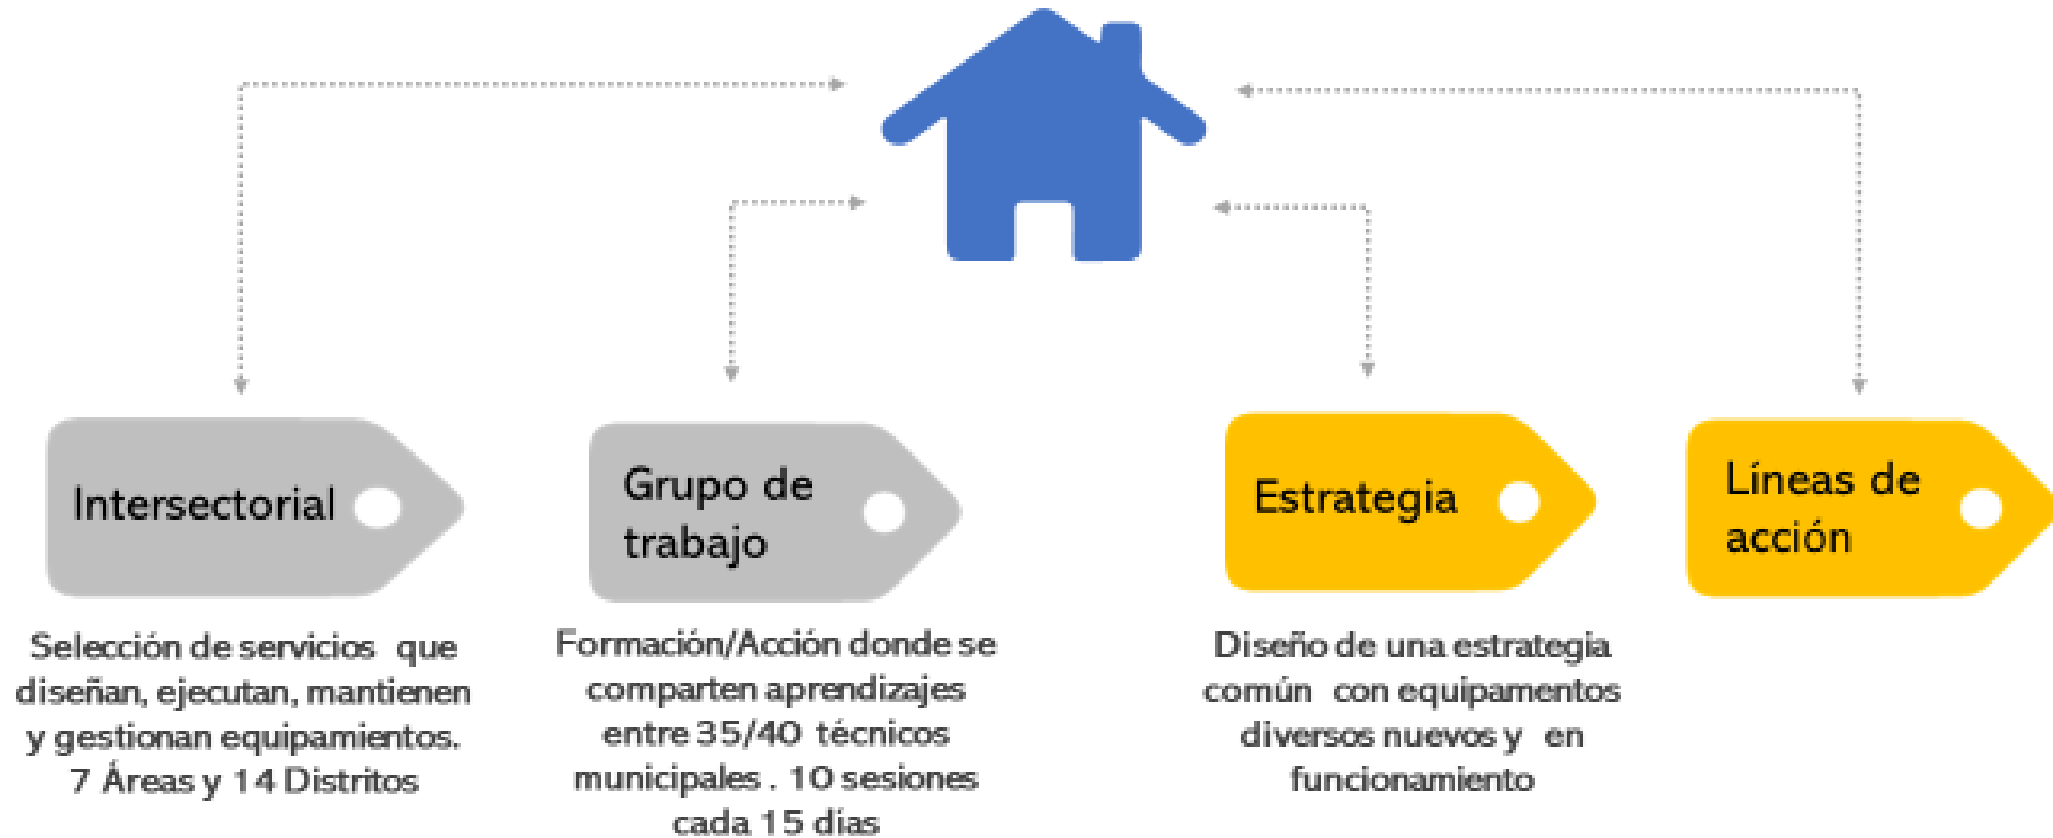 Intersectorial
Selección de servicios que
diseñan, ejecutan, mantienen
y gestionan equipamientos.
7 Áreas y 14 Distritos
Grupo de
trabajo
Formación/Acción donde se
comparten aprendizajes
entre 35/40 técnicos
municipales . 10 sesiones
cada 15 días
Estrategia
Diseño de una estrategia
común con equipamentos
diversos nuevos y en
funcionamiento
Líneas de
acción